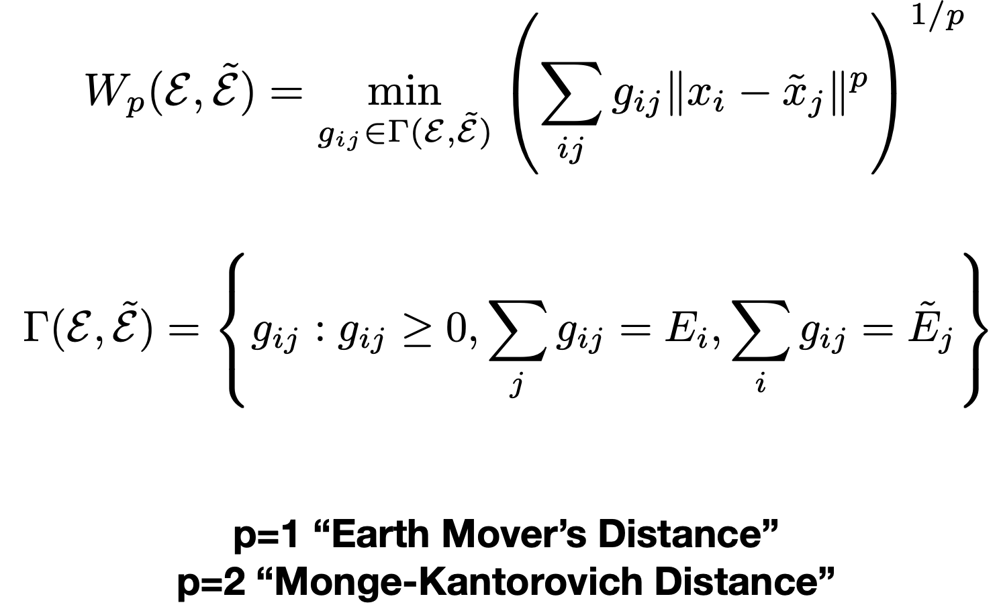 $W_p(\mathcal{E}, \tilde{\mathcal{E}}) = \min_{g_{ij} \in \Gamma(\mathcal{E}, \tilde{\mathcal{E}})} \left( \sum_{ij} g_{ij} \| x_i - \tilde{x}_j \|^p \right)^{1/p}$
$\Gamma(\mathcal{E}, \tilde{\mathcal{E}}) = \left\{ g_{ij} : g_{ij} \geq 0, \sum_j g_{ij} = E_i, \sum_i g_{ij} = \tilde{E}_j \right\}$
p=1 “Earth Mover’s Distance”
p=2 “Monge-Kantorovich Distance”